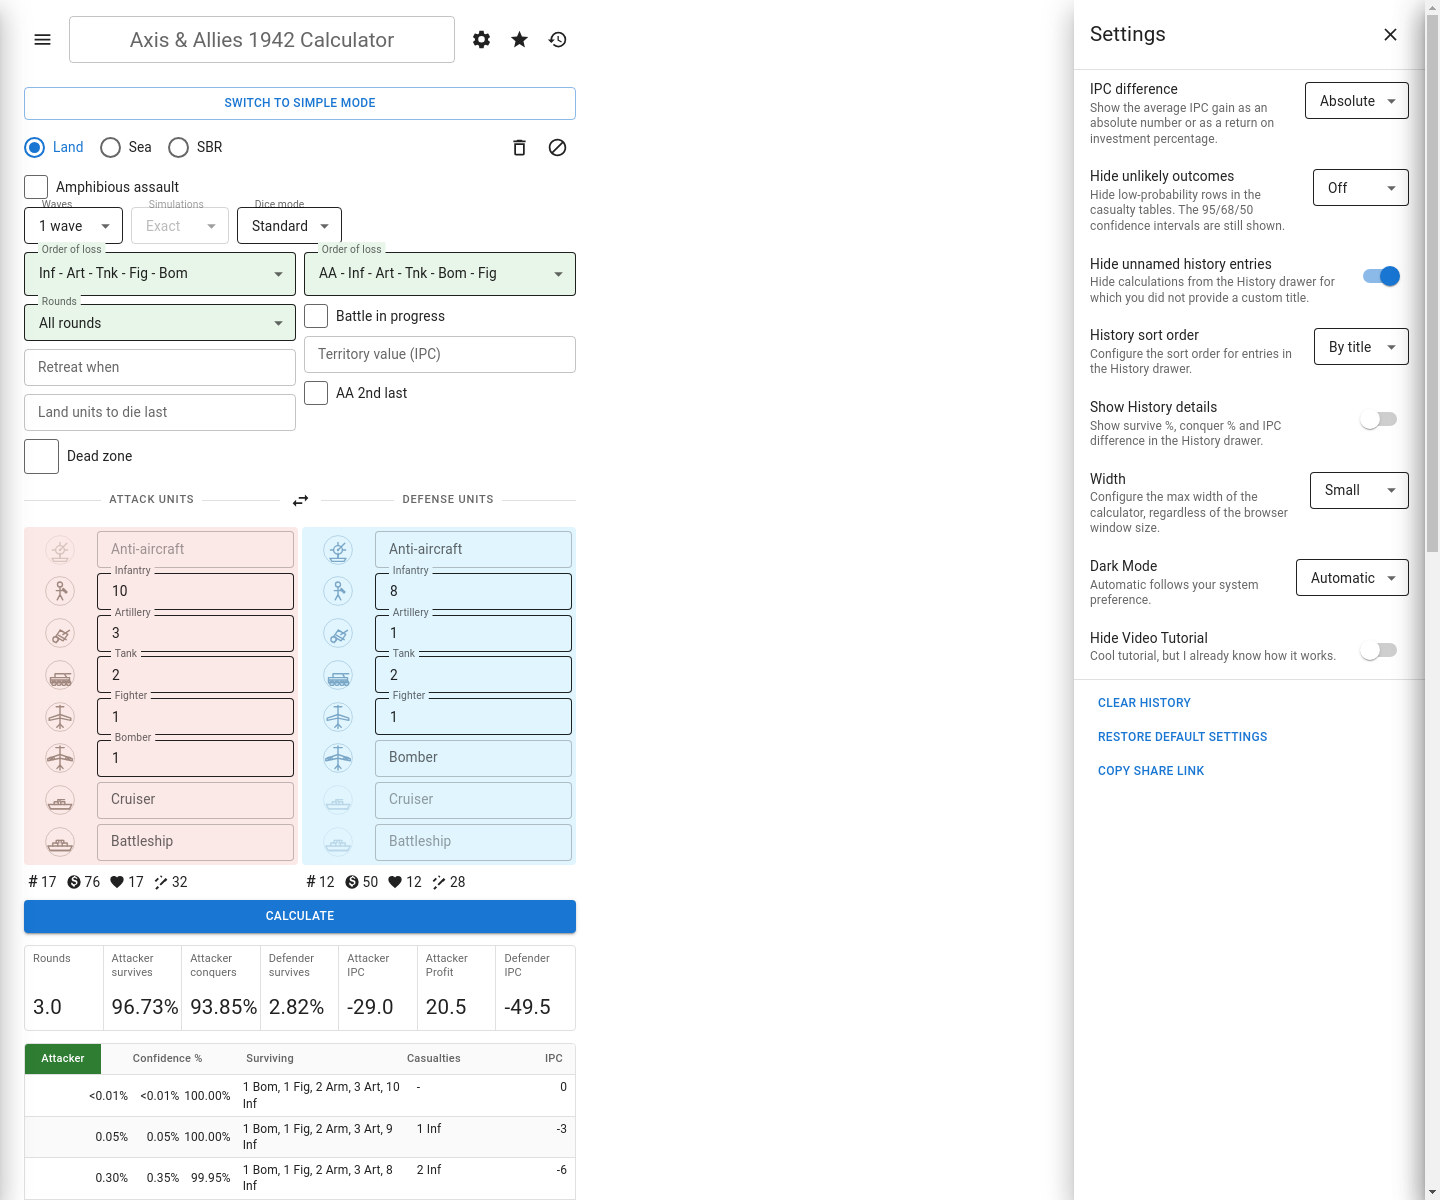 Axis & Allies 1942 Calculator
SWITCH TO SIMPLE MODE
Land
Sea
SBR
Amphibious assault
Waves
1 wave
Simulations
Exact
Dice mode
Standard
Order of loss
Inf - Art - Tnk - Fig - Bom
Order of loss
AA - Inf - Art - Tnk - Bom - Fig
Rounds
All rounds
Battle in progress
Retreat when
Territory value (IPC)
Land units to die last
AA 2nd last
Dead zone
ATTACK UNITS
DEFENSE UNITS
Anti-aircraft
Infantry
10
Artillery
3
Tank
2
Fighter
1
Bomber
1
Cruiser
Battleship
Anti-aircraft
Infantry
8
Artillery
1
Tank
2
Fighter
1
Bomber
Cruiser
Battleship
# 17 76 17 32
# 12 50 12 28
CALCULATE
Rounds
3.0
Attacker
survives
96.73%
Attacker
conquers
93.85%
Defender
survives
2.82%
Attacker
IPC
-29.0
Attacker
Profit
20.5
Defender
IPC
-49.5
Attacker Confidence % Surviving Casualties IPC
<0.01% <0.01% 100.00% 1 Bom, 1 Fig, 2 Arm, 3 Art, 10 - 0
Inf
0.05% 0.05% 100.00% 1 Bom, 1 Fig, 2 Arm, 3 Art, 9 1 Inf -3
Inf
0.30% 0.35% 99.95% 1 Bom, 1 Fig, 2 Arm, 3 Art, 8 2 Inf -6
Inf
Settings
IPC difference
Show the average IPC gain as an
absolute number or as a return on
investment percentage.
Absolute
Hide unlikely outcomes
Hide low-probability rows in the
casualty tables. The 95/68/50
confidence intervals are still shown.
Off
Hide unnamed history entries
Hide calculations from the History drawer for
which you did not provide a custom title.
History sort order
Configure the sort order for entries in
the History drawer.
By title
Show History details
Show survive %, conquer % and IPC
difference in the History drawer.
Width
Configure the max width of the
calculator, regardless of the browser
window size.
Small
Dark Mode
Automatic follows your system
preference.
Automatic
Hide Video Tutorial
Cool tutorial, but I already know how it works.
CLEAR HISTORY
RESTORE DEFAULT SETTINGS
COPY SHARE LINK